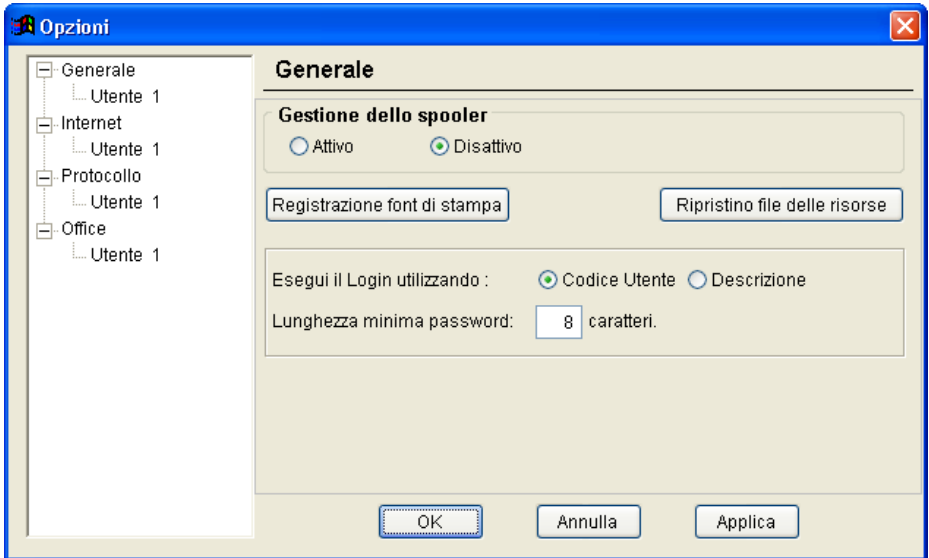 Opzioni
Generale
Utente 1
Internet
Utente 1
Protocollo
Utente 1
Office
Utente 1
Generale
Gestione dello spooler
Attivo Disattivo
Registrazione font di stampa Ripristino file delle risorse
Esegui il Login utilizzando : Codice Utente Descrizione
Lunghezza minima password: 8 caratteri.
OK Annulla Applica